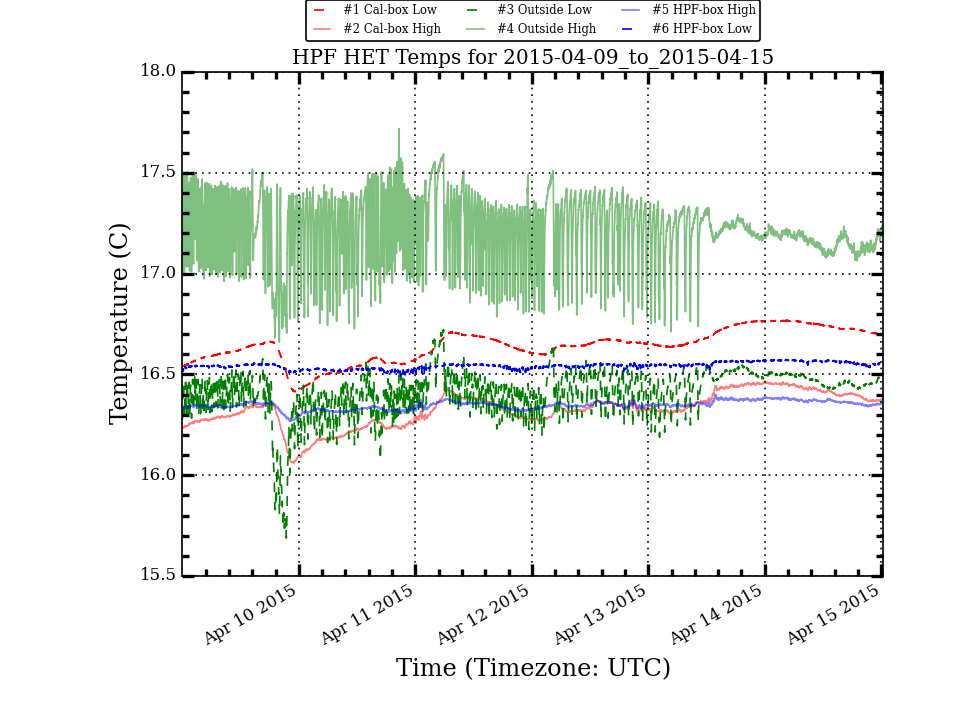 #1 Cal-box Low #3 Outside Low #5 HPF-box High
#2 Cal-box High #4 Outside High #6 HPF-box Low
HPF HET Temps for 2015-04-09_to_2015-04-15
18.0
17.5
17.0
16.5
16.0
15.5
Temperature (C)
Apr 10 2015 Apr 11 2015 Apr 12 2015 Apr 13 2015 Apr 14 2015 Apr 15 2015
Time (Timezone: UTC)